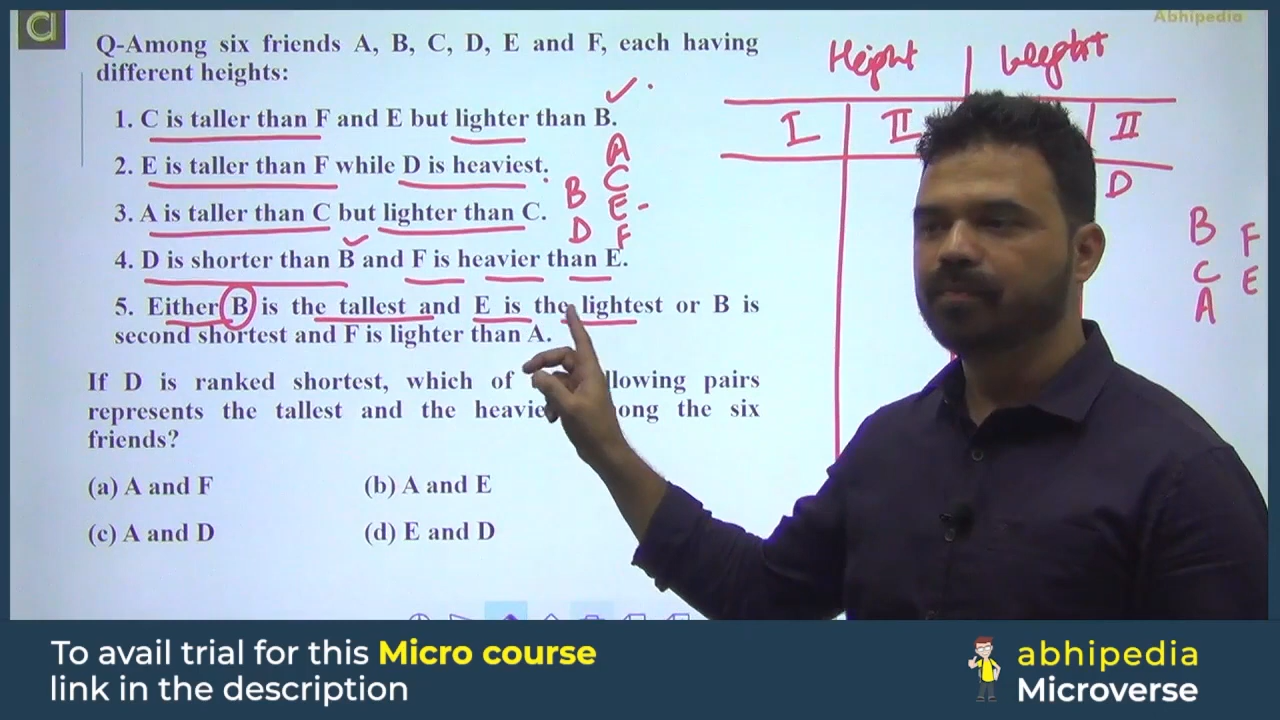 a
Abhipedia
Q-Among six friends A, B, C, D, E and F, each having
different heights:
1. C is taller than F and E but lighter than B.
2. E is taller than F while D is heaviest.
3. A is taller than C but lighter than C.
4. D is shorter than B and F is heavier than E.
5. Either B is the tallest and E is the lightest or B is
second shortest and F is lighter than A.
If D is ranked shortest, which of
pairs
represents the tallest and the
the six
friends?
(a) A and F (b) A and E
(c) A and D (d) E and D
A
C
B E
D F
Height Weight
I II II
D
B F
C E
A
To avail trial for this Micro course
link in the description
abhipedia
Microverse